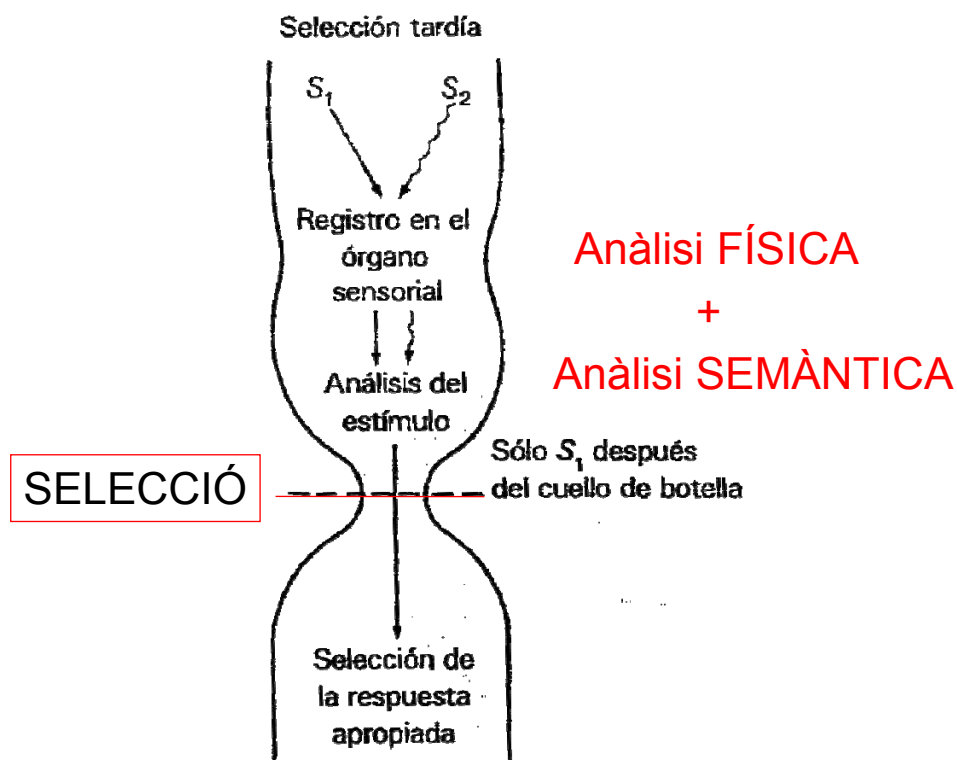 Selección tardía
S₁ S₂
Registro en el
órgano
sensorial
Anàlisi FÍSICA
+
Anàlisi SEMÀNTICA
Análisis del
estímulo
Sólo S₁ después
del cuello de botella
SELECCIÓ
Selección de
la respuesta
apropiada